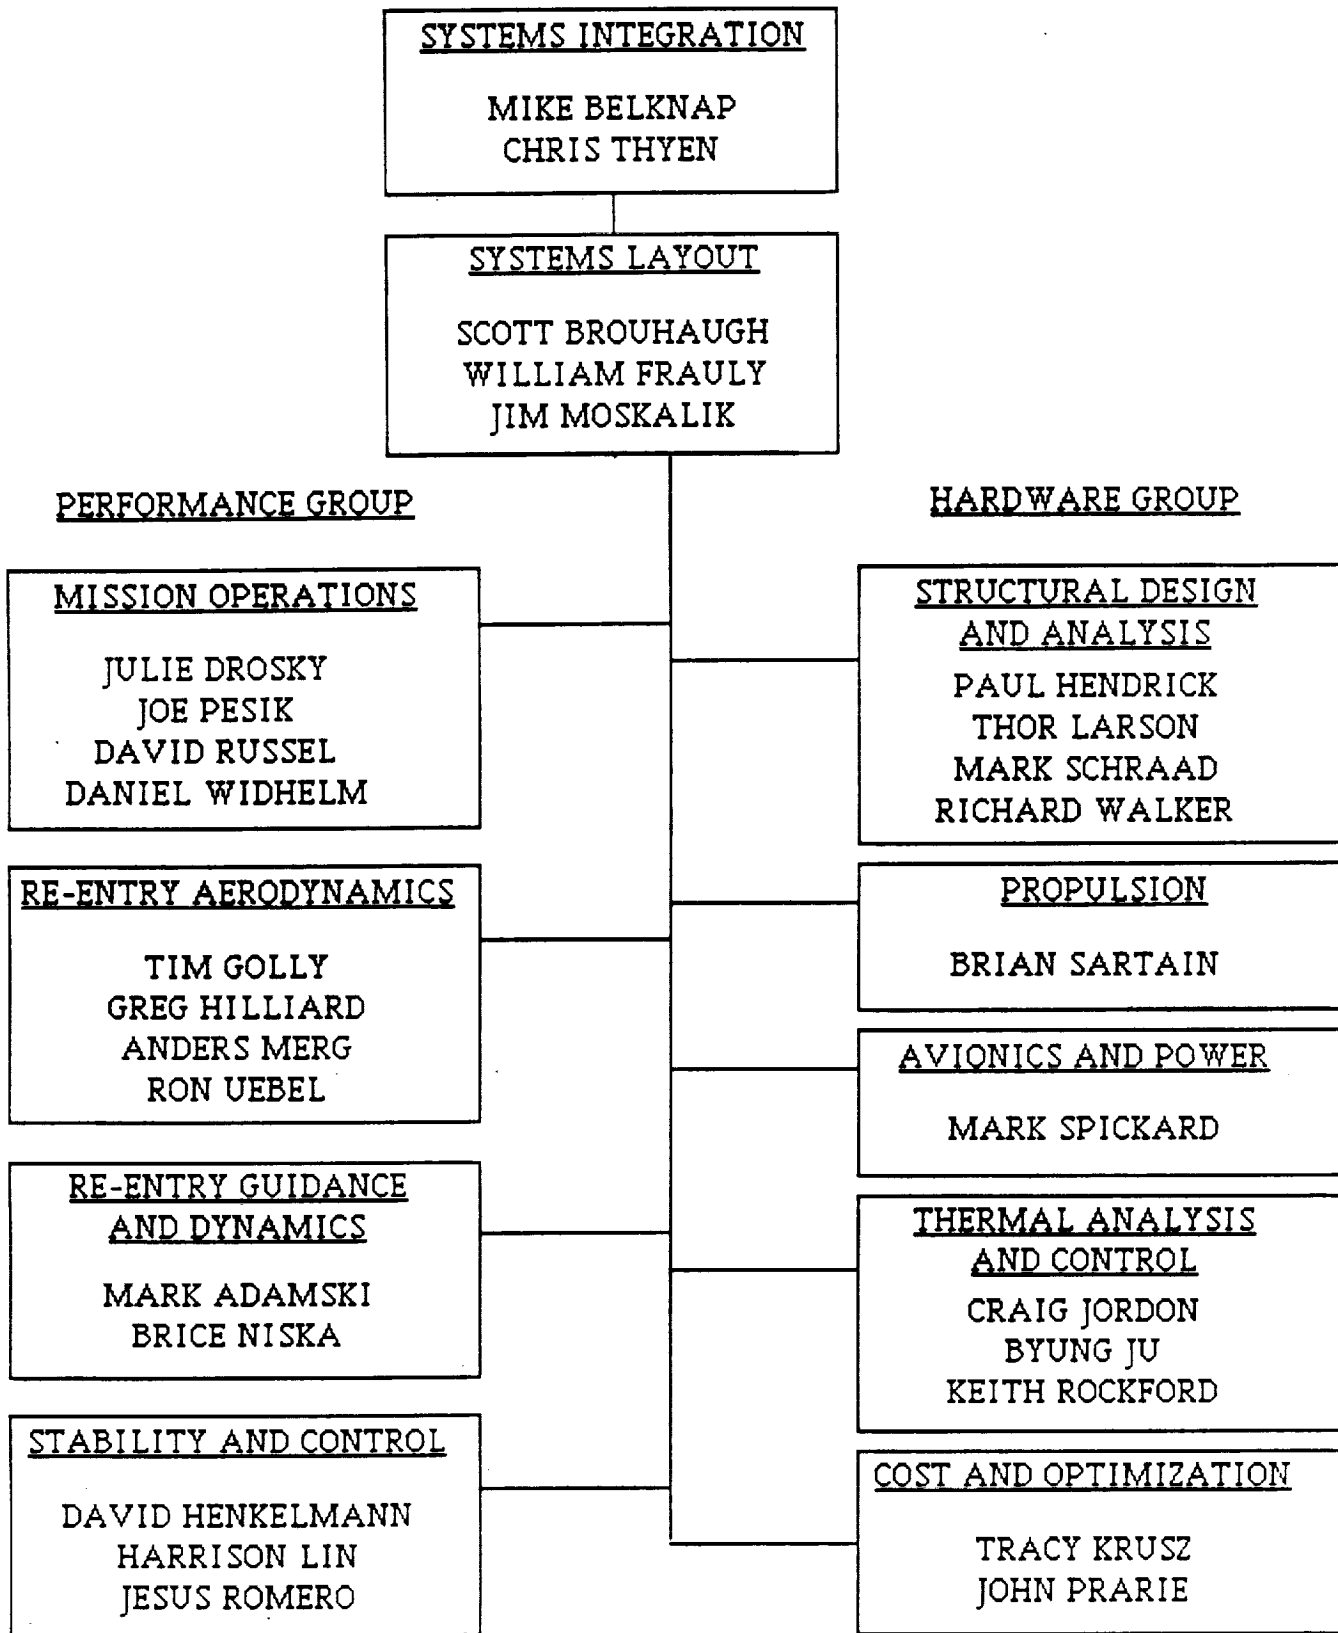 SYSTEMS INTEGRATION
MIKE BELKNAP
CHRIS THYEN
SYSTEMS LAYOUT
SCOTT BROUHAUGH
WILLIAM FRAULY
JIM MOSKALIK
PERFORMANCE GROUP
MISSION OPERATIONS
JULIE DROSKY
JOE PESIK
DAVID RUSSEL
DANIEL WIDHELM
RE-ENTRY AERODYNAMICS
TIM GOLLY
GREG HILLIARD
ANDERS MERG
RON UEBEL
RE-ENTRY GUIDANCE
AND DYNAMICS
MARK ADAMSKI
BRICE NISKA
STABILITY AND CONTROL
DAVID HENKELMANN
HARRISON LIN
JESUS ROMERO
HARDWARE GROUP
STRUCTURAL DESIGN
AND ANALYSIS
PAUL HENDRICK
THOR LARSON
MARK SCHRAAD
RICHARD WALKER
PROPULSION
BRIAN SARTAIN
AVIONICS AND POWER
MARK SPICKARD
THERMAL ANALYSIS
AND CONTROL
CRAIG JORDON
BYUNG JU
KEITH ROCKFORD
COST AND OPTIMIZATION
TRACY KRUSZ
JOHN PRARIE